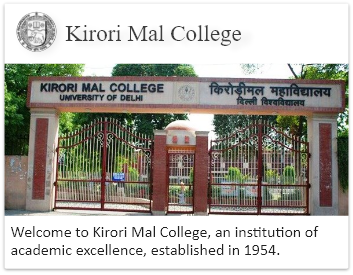 Kirori Mal College
KIRORI MAL COLLEGE
UNIVERSITY OF DELHI
किरोड़ीमल महाविद्यालय
दिल्ली विश्वविद्यालय
Welcome to Kirori Mal College, an institution of
academic excellence, established in 1954.